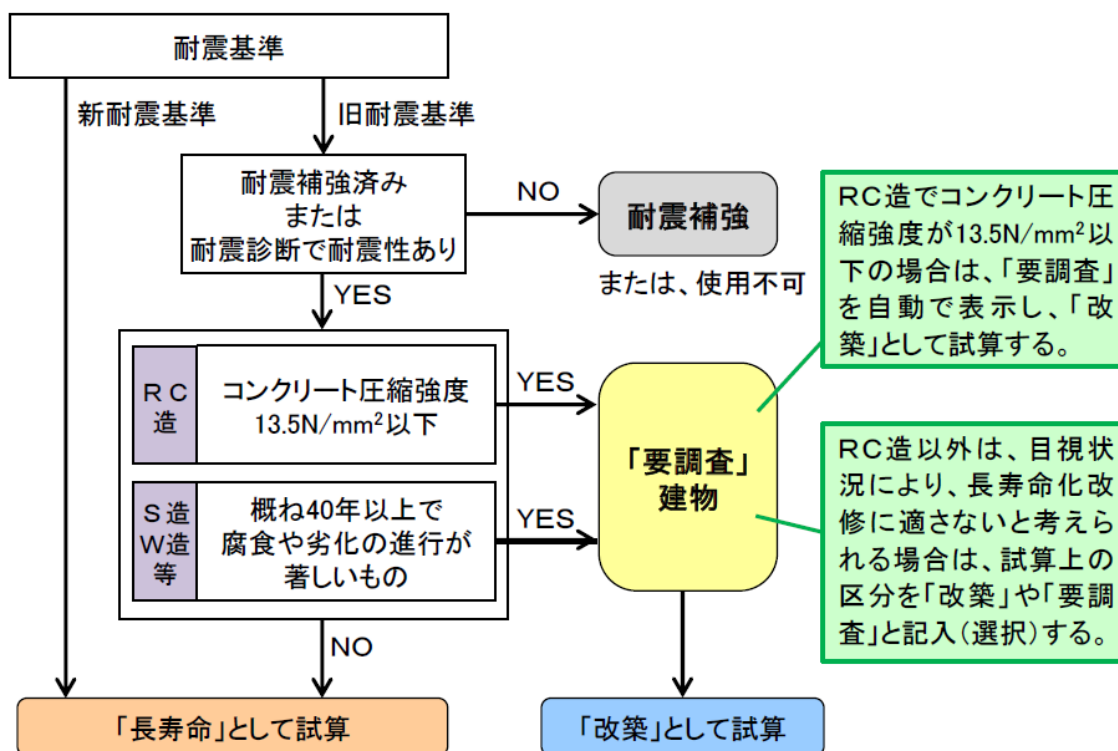 耐震基準
新耐震基準
旧耐震基準
耐震補強済み
または
耐震診断で耐震性あり
NO
耐震補強
または、使用不可
YES
RC
造
コンクリート圧縮強度
13.5N/mm²以下
YES
S造
W造
等
概ね40年以上で
腐食や劣化の進行が
著しいもの
YES
「要調査」
建物
RC造でコンクリート圧
縮強度が13.5N/mm²以
下の場合は、「要調査」
を自動で表示し、「改
築」として試算する。
RC造以外は、目視状
況により、長寿命化改
修に適さないと考えら
れる場合は、試算上の
区分を「改築」や「要調
査」と記入(選択)する。
NO
「長寿命」として試算
「改築」として試算